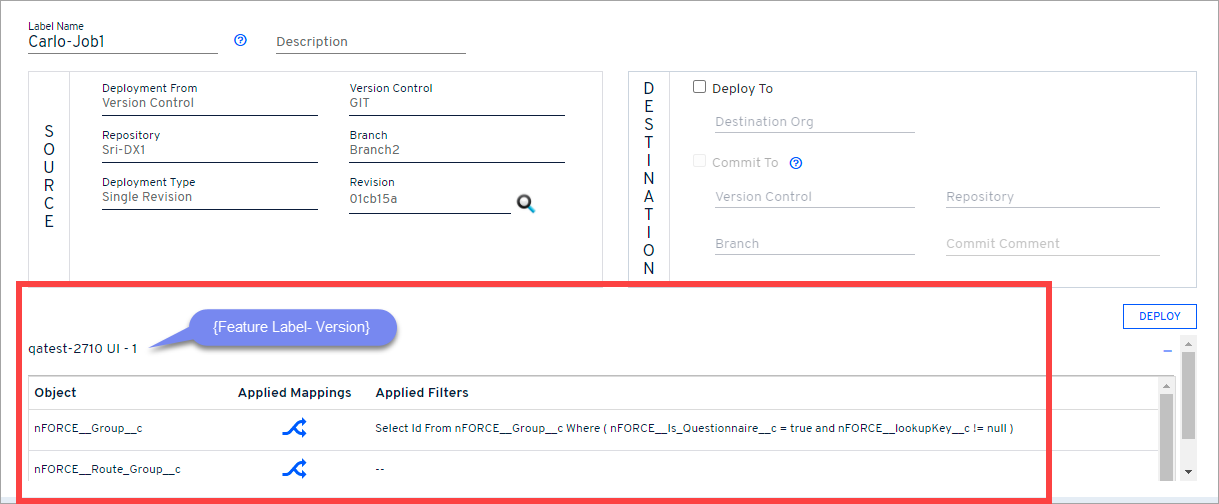 Label Name
Carlo-Job1
Description
SOURCE
Deployment From
Version Control
Version Control
GIT
Repository
Sri-DX1
Branch
Branch2
Deployment Type
Single Revision
Revision
01cb15a
DESTINATION
Deploy To
Destination Org
Commit To
Version Control
Repository
Branch
Commit Comment
{Feature Label- Version}
DEPLOY
qatest-2710 UI - 1
Object Applied Mappings Applied Filters
nFORCE__Group__c Select Id From nFORCE__Group__c Where ( nFORCE__Is_Questionnaire__c = true and nFORCE__lookupKey__c != null )
nFORCE__Route_Group__c --